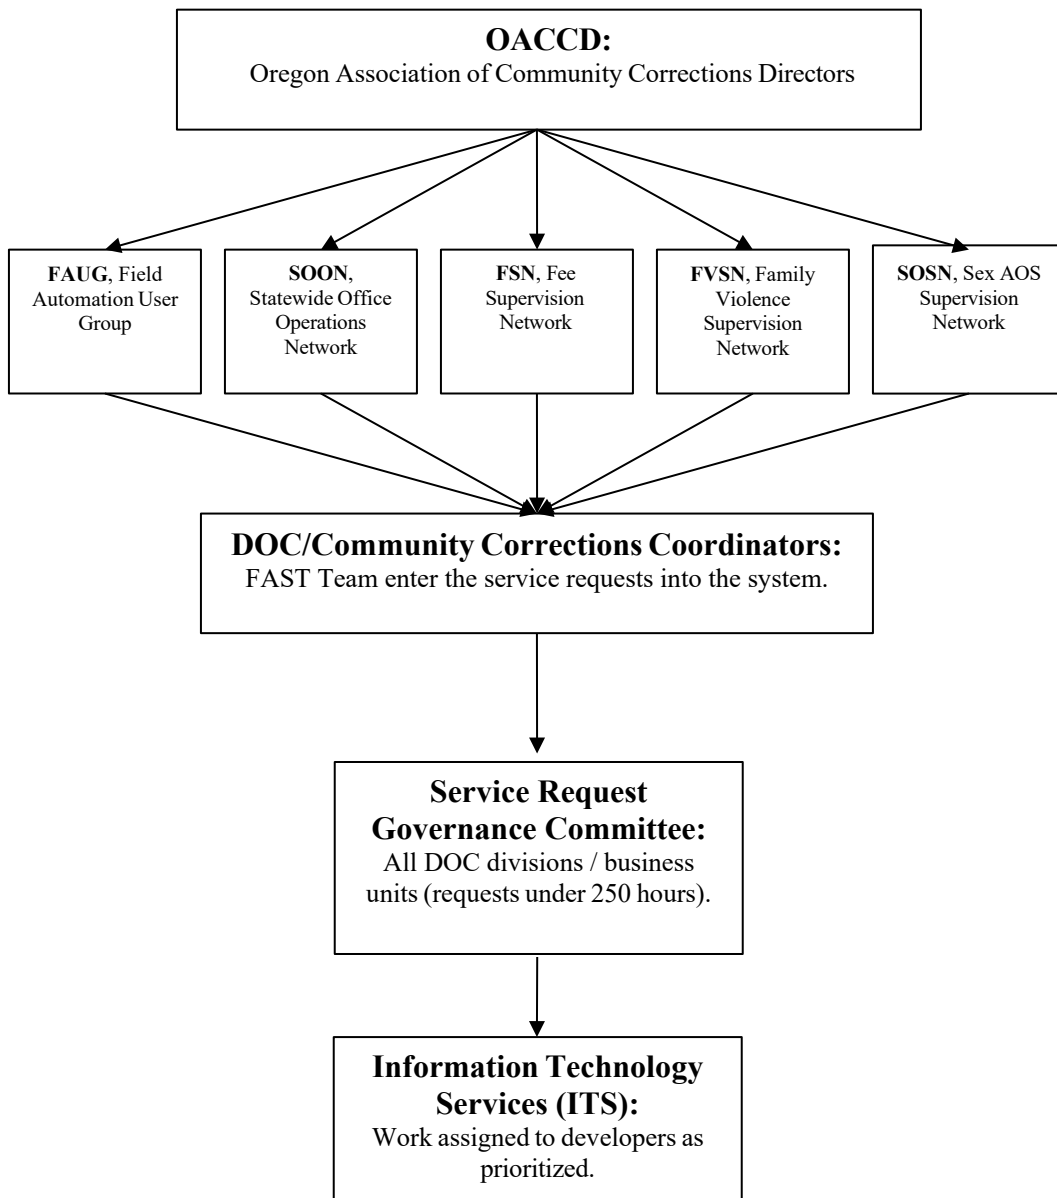 OACCD:
Oregon Association of Community Corrections Directors
FAUG, Field
Automation User
Group
SOON,
Statewide Office
Operations
Network
FSN, Fee
Supervision
Network
FVSN, Family
Violence
Supervision
Network
SOSN, Sex AOS
Supervision
Network
DOC/Community Corrections Coordinators:
FAST Team enter the service requests into the system.
Service Request
Governance Committee:
All DOC divisions / business
units (requests under 250 hours).
Information Technology
Services (ITS):
Work assigned to developers as
prioritized.